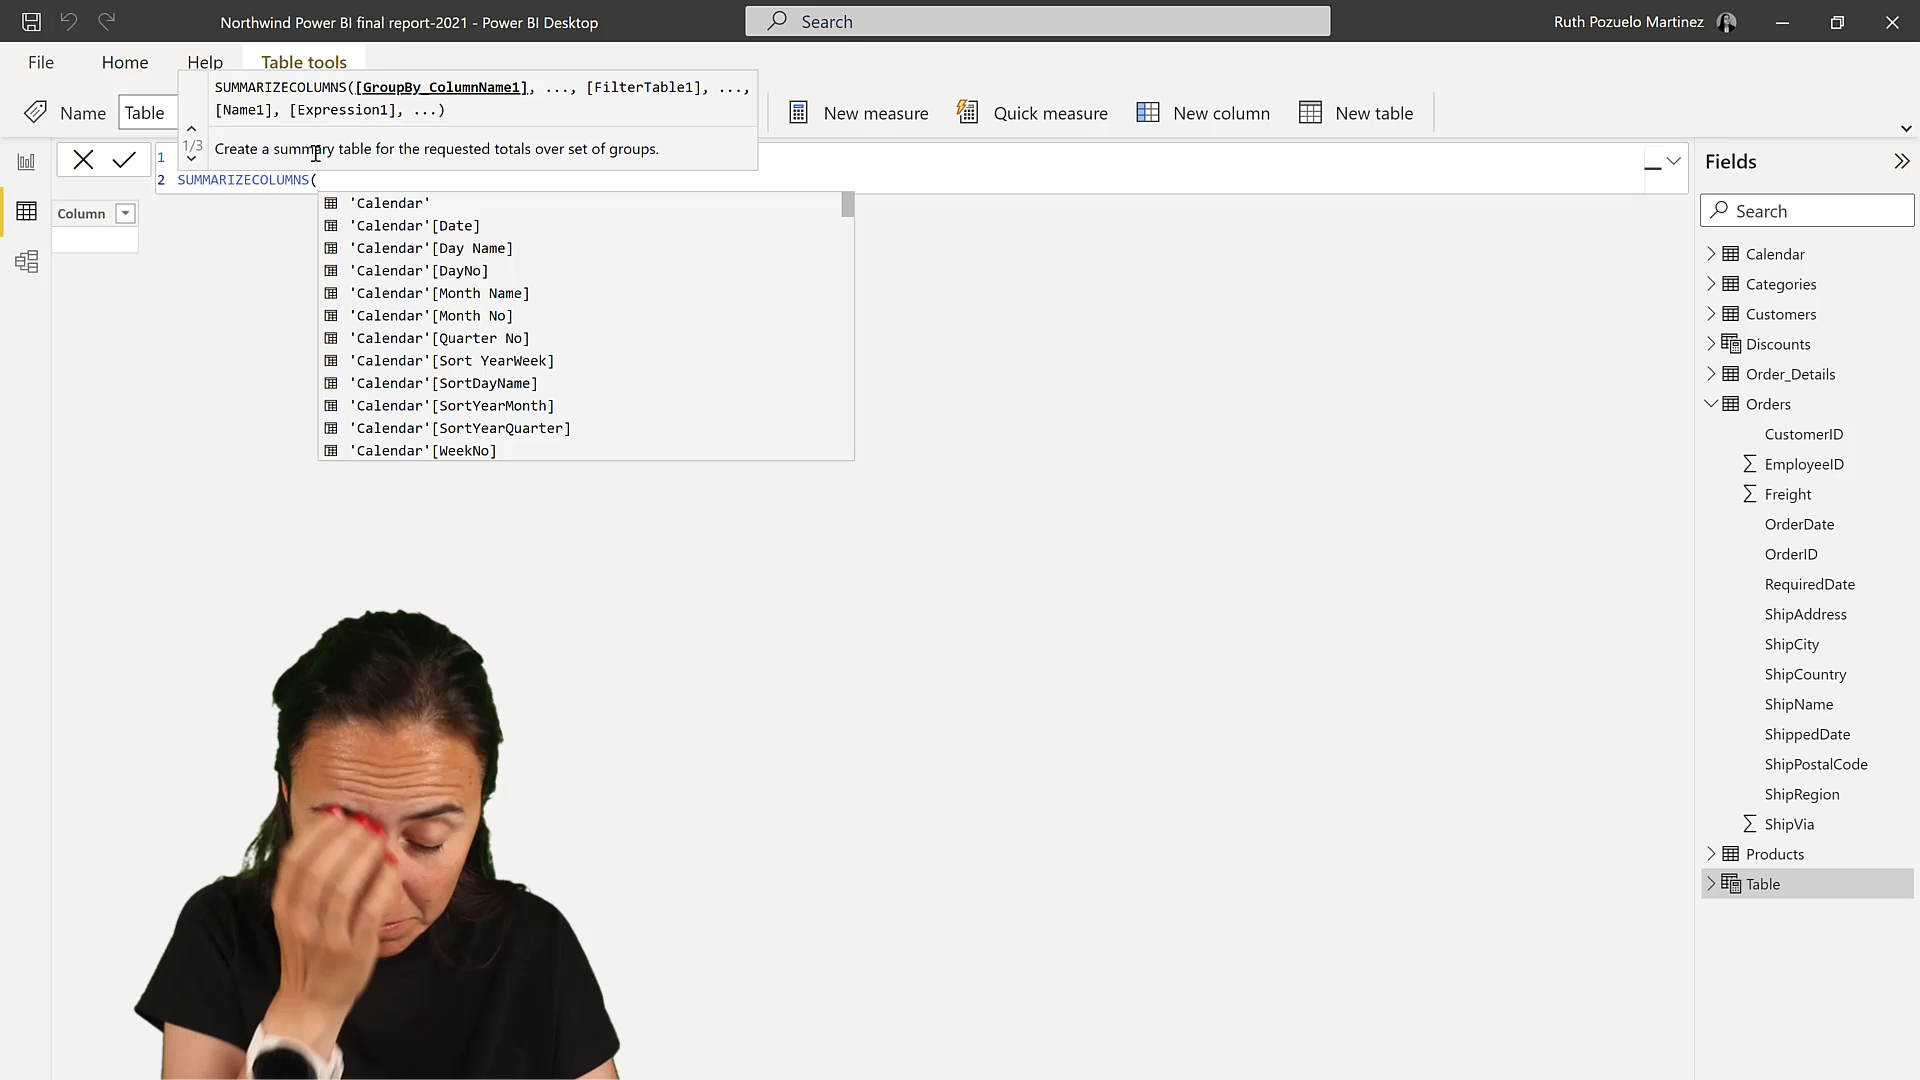 Northwind Power BI final report-2021 - Power BI Desktop
Search
Ruth Pozuelo Martinez
File
Home
Help
Table tools
Name
Table
SUMMARIZECOLUMNS([GroupBy_ColumnName1], ..., [FilterTable1], ...,
[Name1], [Expression1], ...)
1/3
Create a summary table for the requested totals over set of groups.
New measure
Quick measure
New column
New table
1
2 SUMMARIZECOLUMNS(
Column
'Calendar'
'Calendar'[Date]
'Calendar'[Day Name]
'Calendar'[DayNo]
'Calendar'[Month Name]
'Calendar'[Month No]
'Calendar'[Quarter No]
'Calendar'[Sort YearWeek]
'Calendar'[SortDayName]
'Calendar'[SortYearMonth]
'Calendar'[SortYearQuarter]
'Calendar'[WeekNo]
Fields
Search
Calendar
Categories
Customers
Discounts
Order_Details
Orders
CustomerID
EmployeeID
Freight
OrderDate
OrderID
RequiredDate
ShipAddress
ShipCity
ShipCountry
ShipName
ShippedDate
ShipPostalCode
ShipRegion
ShipVia
Products
Table